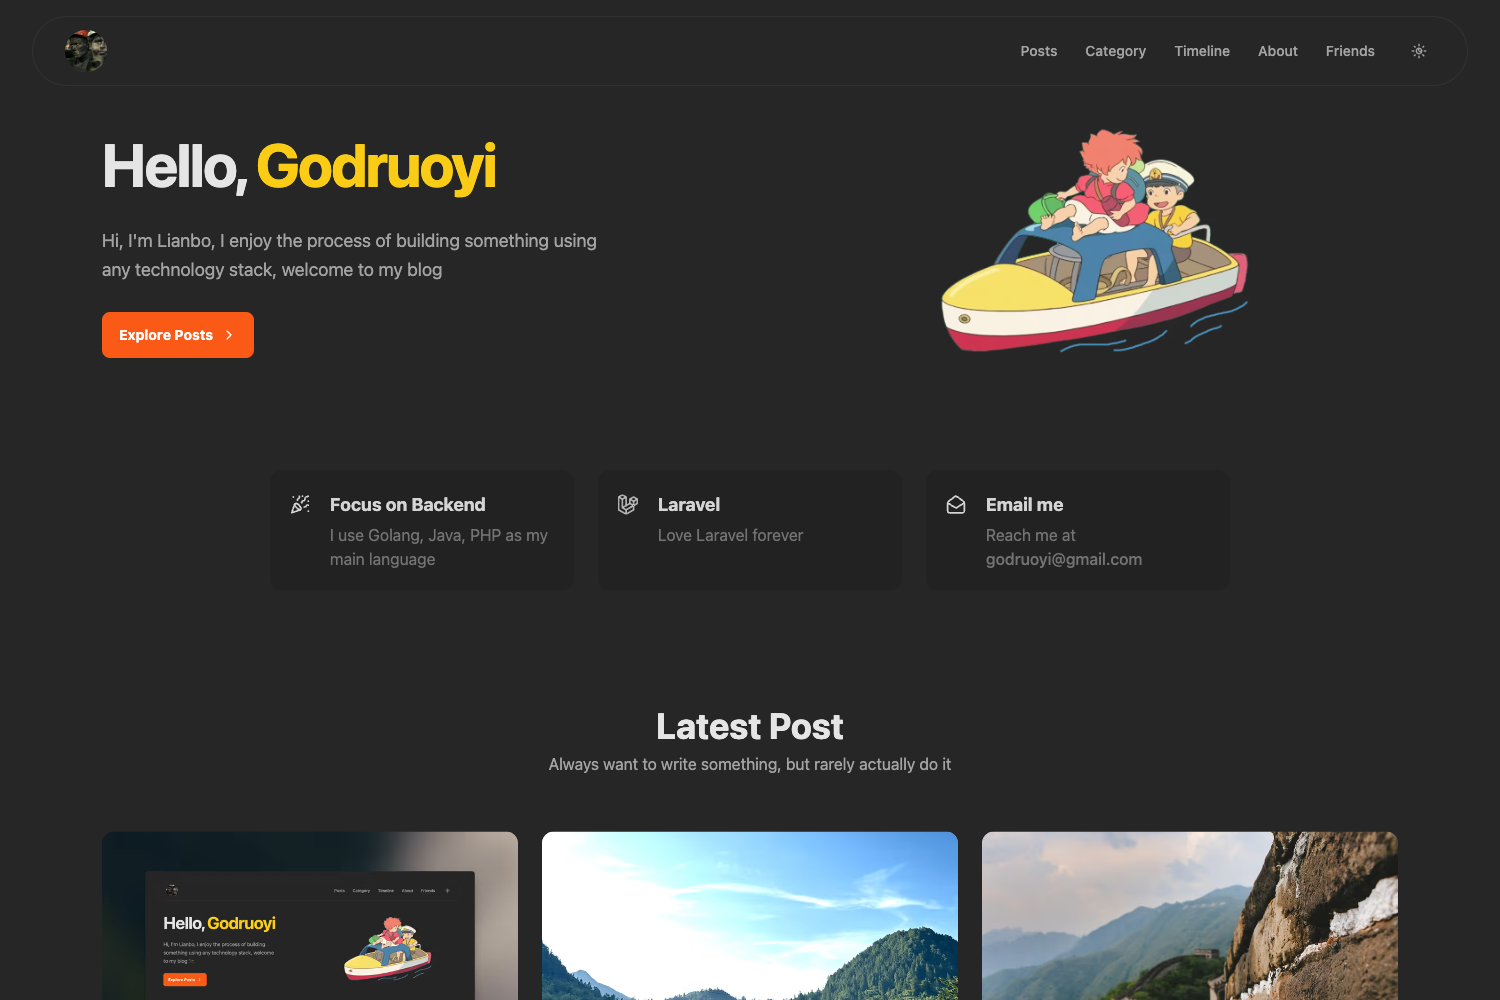 Posts Category Timeline About Friends
Hello, Godruoyi
Hi, I'm Lianbo, I enjoy the process of building something using
any technology stack, welcome to my blog
Explore Posts
Focus on Backend
I use Golang, Java, PHP as my
main language
Laravel
Love Laravel forever
Email me
Reach me at
godruoyi@gmail.com
Latest Post
Always want to write something, but rarely actually do it
Posts Category Timeline About Friends
Hello, Godruoyi
Hi, I'm Lianbo, I enjoy the process of building
something using any technology stack, welcome
to my blog
Explore Posts